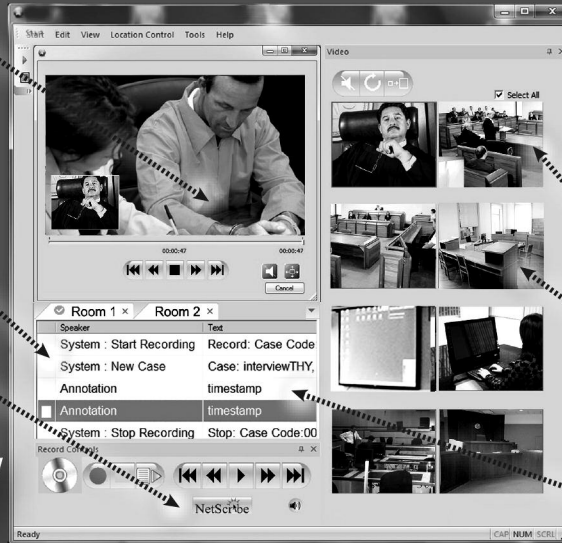 Start Edit View Location Control Tools Help
Video
Select All
00:00:47 00:00:47
Cancel
Room 1 × Room 2 ×
Speaker Text
System : Start Recording Record: Case Code
System : New Case Case: interviewTHY,
Annotation timestamp
Annotation timestamp
System : Stop Recording Stop: Case Code:00
Record Controls
NetScribe
Ready CAP NUM SCRL